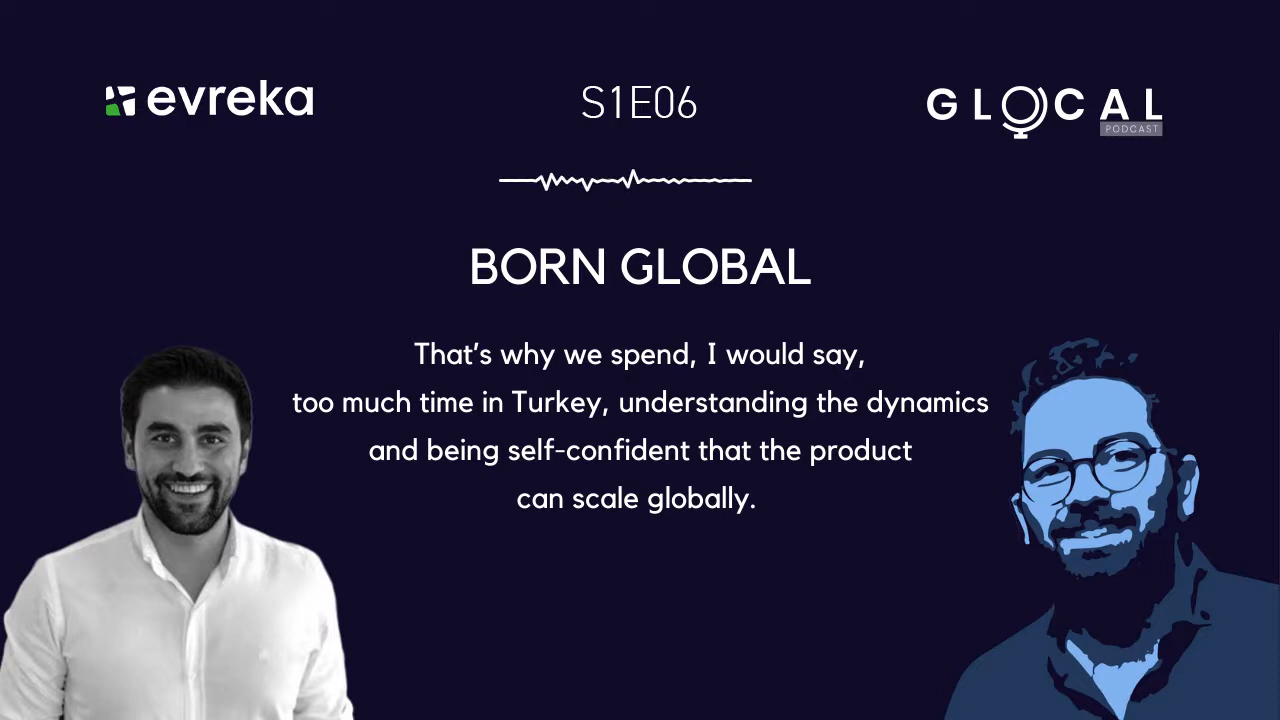 evreka
S1E06
GLOCAL
PODCAST
BORN GLOBAL
That's why we spend, I would say,
too much time in Turkey, understanding the dynamics
and being self-confident that the product
can scale globally.